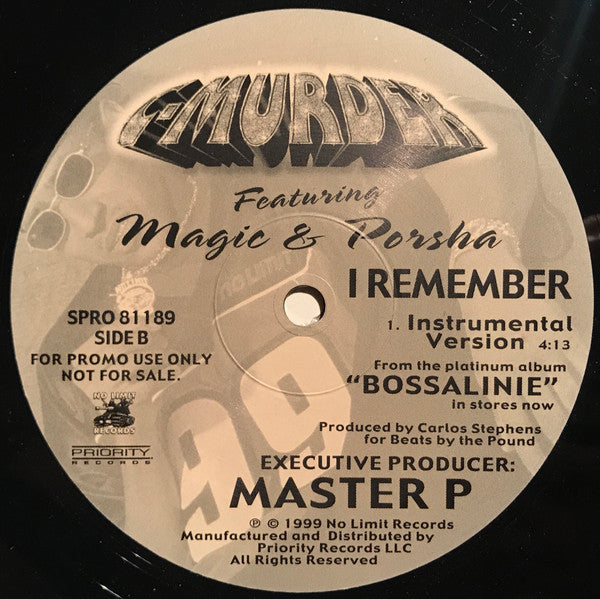 C-MURDER
Featuring
Magic & Porsha
I REMEMBER
1. Instrumental
Version 4:13
From the platinum album
"BOSSALINIE"
in stores now
Produced by Carlos Stephens
for Beats by the Pound
EXECUTIVE PRODUCER:
MASTER P
SPRO 81189
SIDE B
FOR PROMO USE ONLY
NOT FOR SALE.
NO LIMIT
RECORDS
PRIORITY
RECORDS
℗ © 1999 No Limit Records
Manufactured and Distributed by
Priority Records LLC
All Rights Reserved
NO LIMIT
99